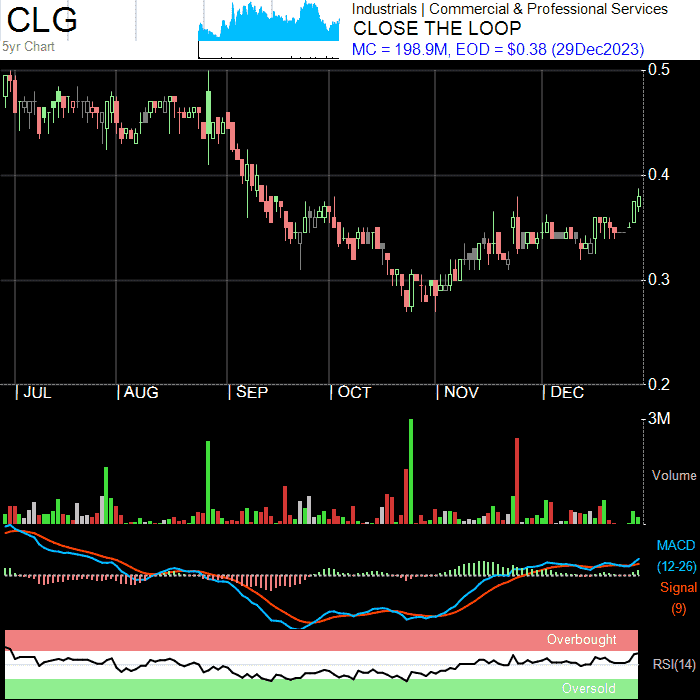 CLG
5yr Chart
Industrials | Commercial & Professional Services
CLOSE THE LOOP
MC = 198.9M, EOD = $0.38 (29Dec2023)
0.5
0.4
0.3
0.2
| JUL | AUG | SEP | OCT | NOV | DEC
3M
Volume
MACD
(12-26)
Signal
(9)
Overbought
RSI(14)
Oversold